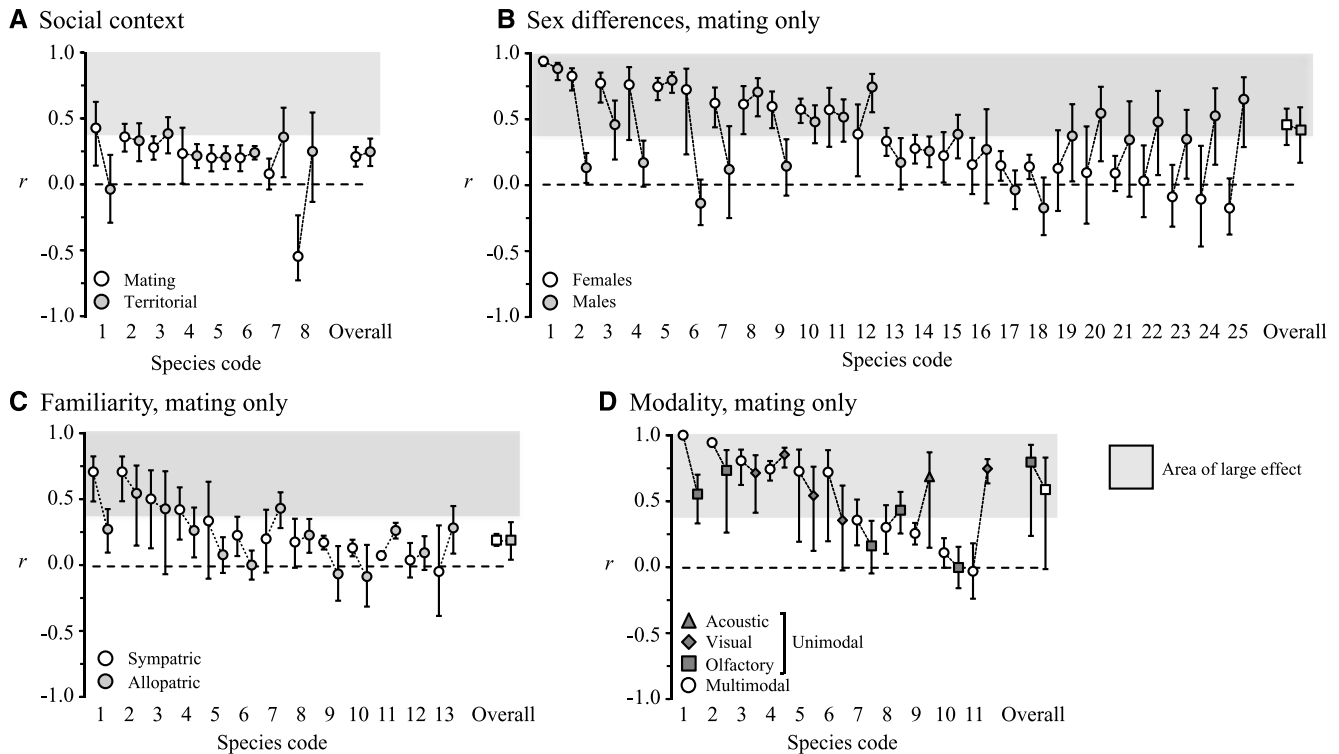 A Social context
1.0
0.5
0.0
-0.5
-1.0
r
Mating
Territorial
1 2 3 4 5 6 7 8 Overall
Species code
B Sex differences, mating only
1.0
0.5
0.0
-0.5
-1.0
r
Females
Males
1 2 3 4 5 6 7 8 9 10 11 12 13 14 15 16 17 18 19 20 21 22 23 24 25 Overall
Species code
C Familiarity, mating only
1.0
0.5
0.0
-0.5
-1.0
r
Sympatric
Allopatric
1 2 3 4 5 6 7 8 9 10 11 12 13 Overall
Species code
D Modality, mating only
1.0
0.5
0.0
-0.5
-1.0
r
Acoustic
Visual
Olfactory
Unimodal
Multimodal
1 2 3 4 5 6 7 8 9 10 11 Overall
Species code
Area of large effect